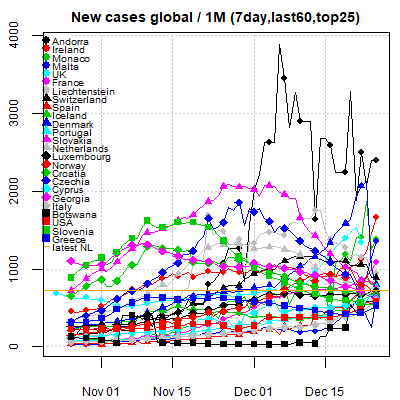 New cases global / 1M (7day,last60,top25)
4000
3000
2000
1000
0
Andorra
Ireland
Monaco
Malta
UK
France
Liechtenstein
Switzerland
Spain
Iceland
Denmark
Portugal
Slovakia
Netherlands
Luxembourg
Norway
Croatia
Czechia
Cyprus
Georgia
Italy
Botswana
USA
Slovenia
Greece
latest NL
Nov 01
Nov 15
Dec 01
Dec 15